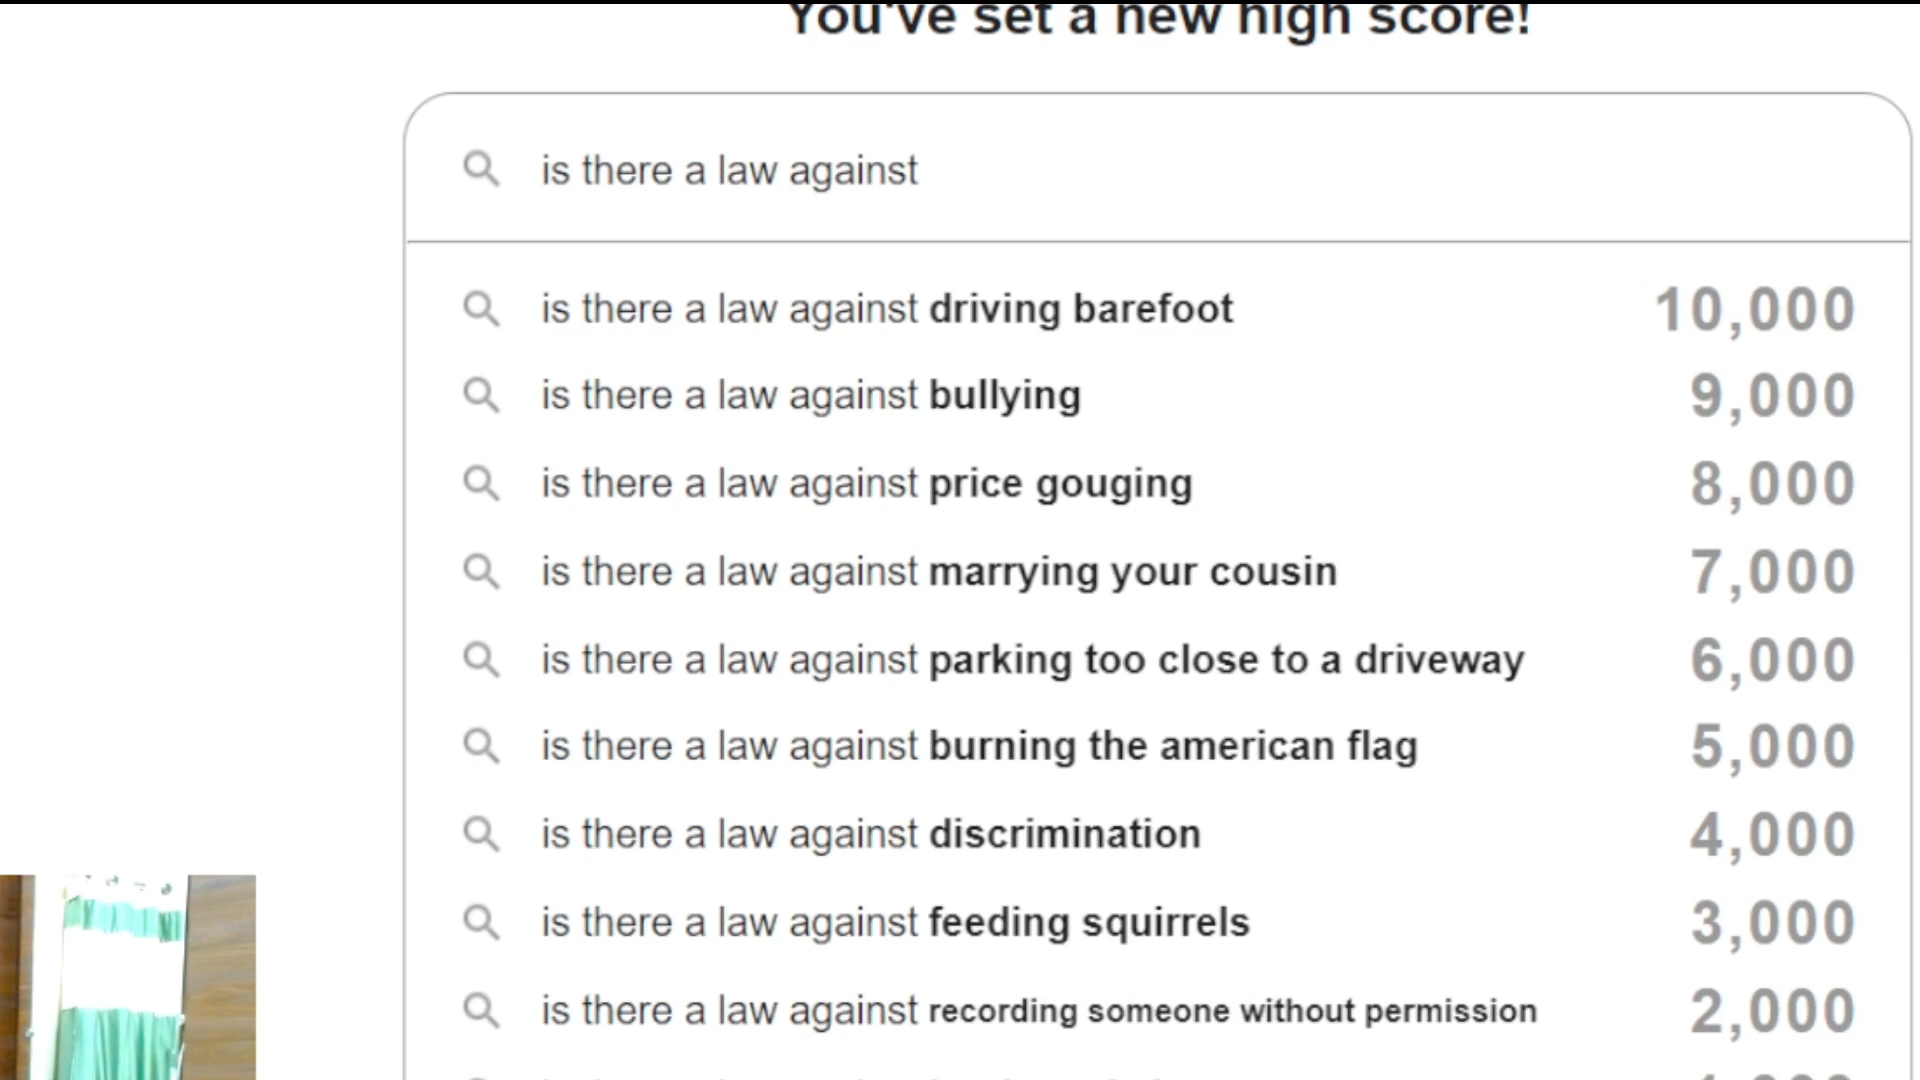 You've set a new high score!
is there a law against
is there a law against driving barefoot 10,000
is there a law against bullying 9,000
is there a law against price gouging 8,000
is there a law against marrying your cousin 7,000
is there a law against parking too close to a driveway 6,000
is there a law against burning the american flag 5,000
is there a law against discrimination 4,000
is there a law against feeding squirrels 3,000
is there a law against recording someone without permission 2,000